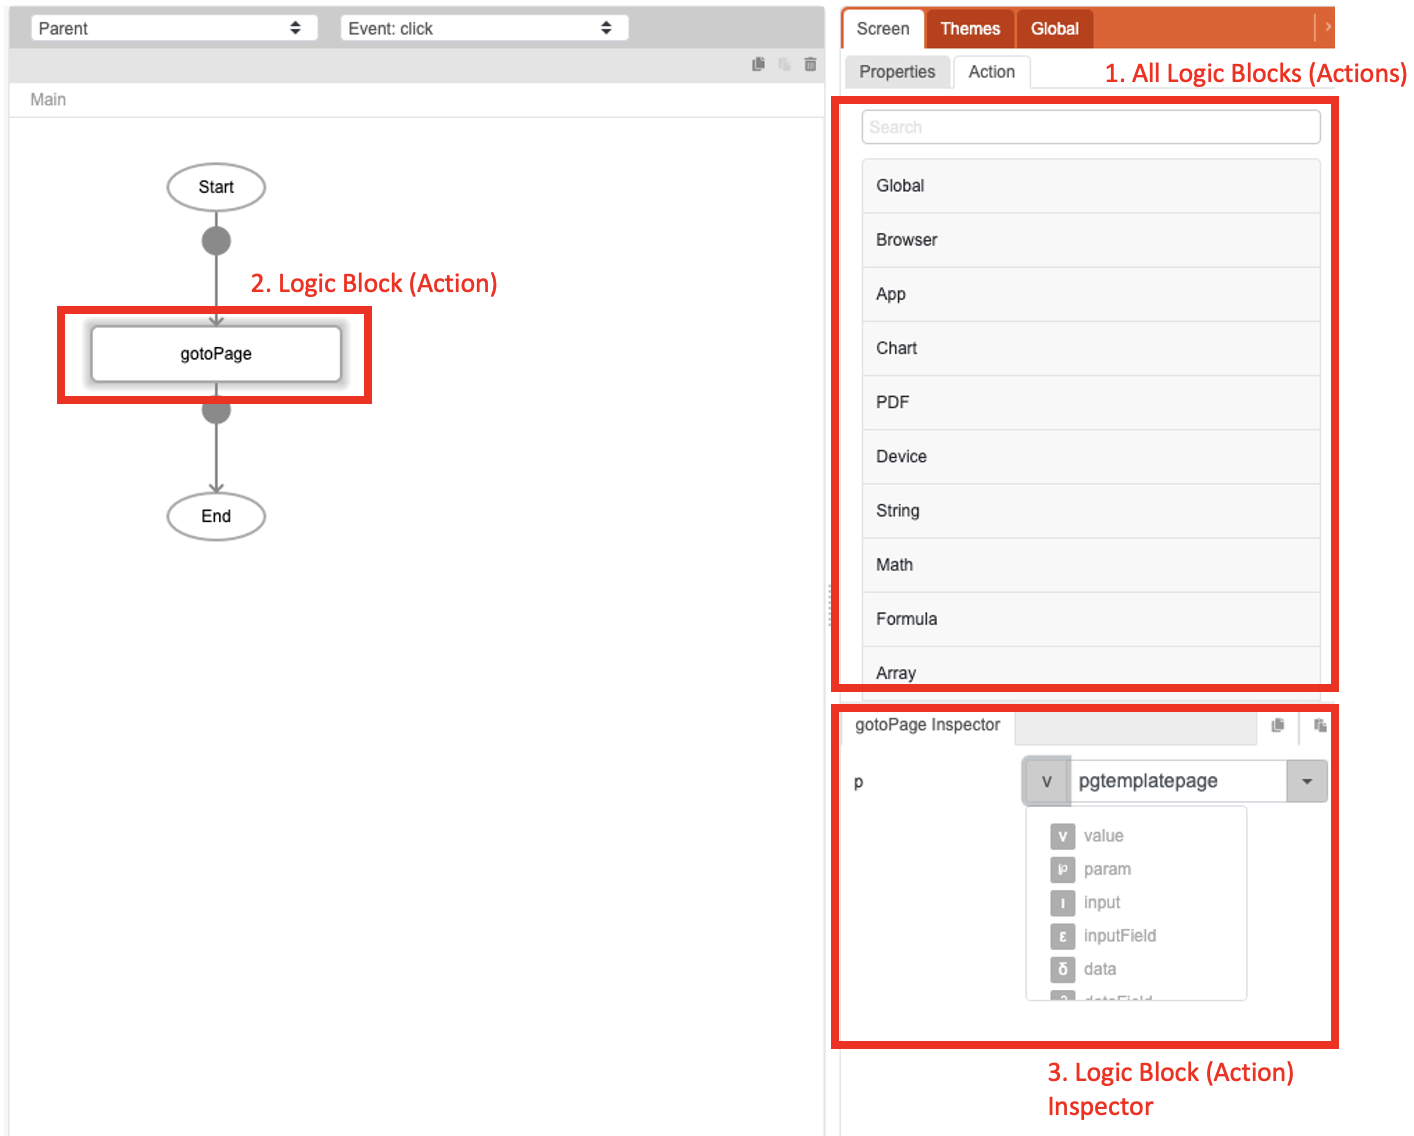 Parent
Event: click
Main
Start
2. Logic Block (Action)
gotoPage
End
Screen
Themes
Global
Properties
Action
1. All Logic Blocks (Actions)
Search
Global
Browser
App
Chart
PDF
Device
String
Math
Formula
Array
gotoPage Inspector
p
v pgtemplatepage
v value
℘ param
ı input
ε inputField
δ data
dataField
3. Logic Block (Action)
Inspector